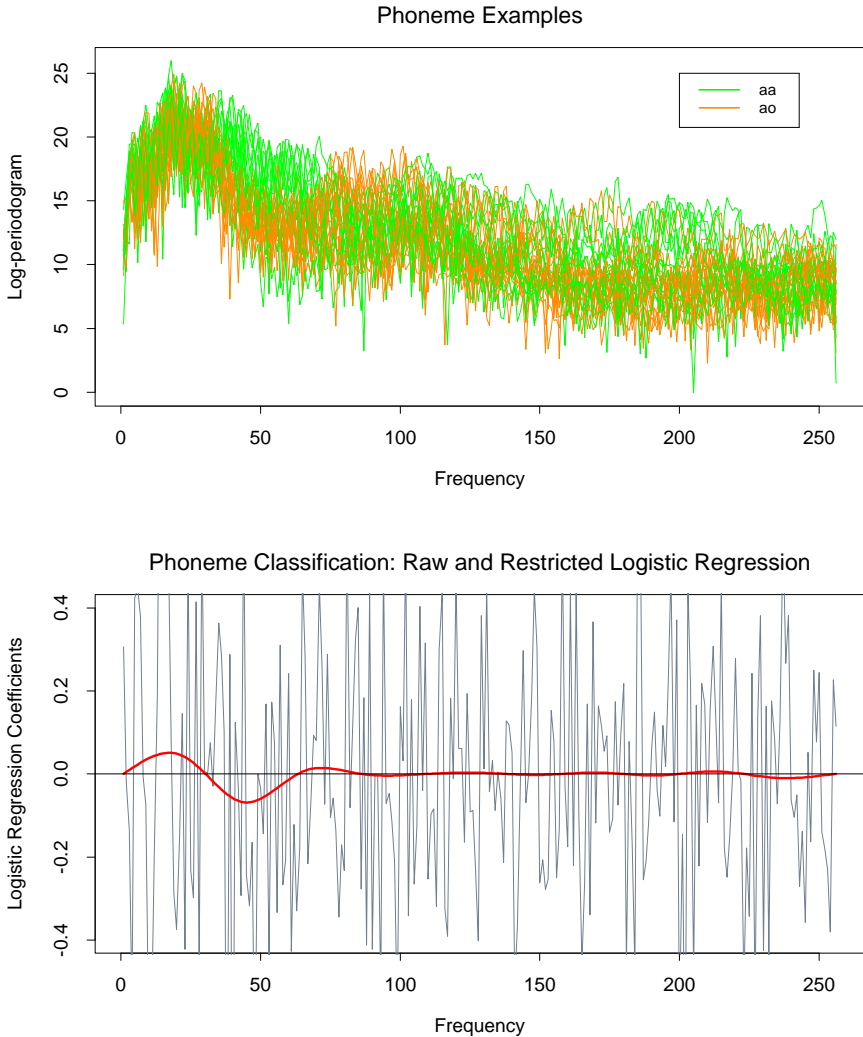 Phoneme Examples
25
20
15
10
5
0
Log-periodogram
aa
ao
0 50 100 150 200 250
Frequency
Phoneme Classification: Raw and Restricted Logistic Regression
0.4
0.2
0.0
-0.2
-0.4
Logistic Regression Coefficients
0 50 100 150 200 250
Frequency